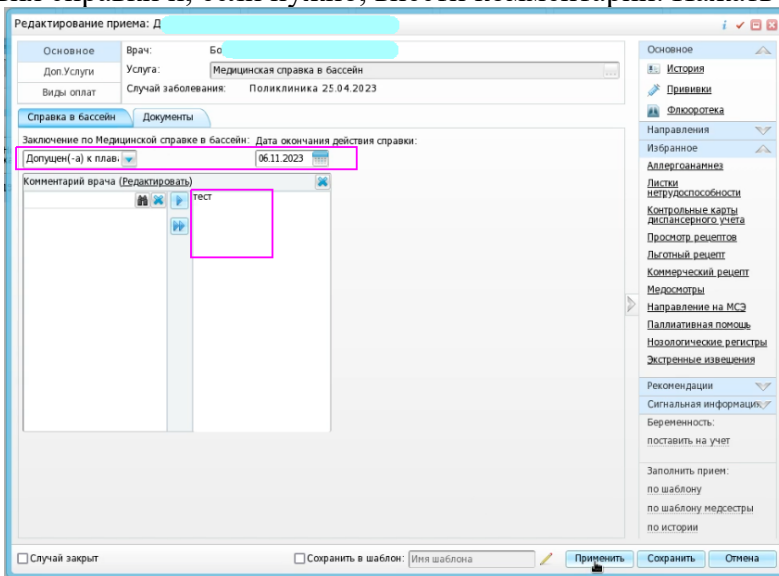 Редактирование приема: Д
Основное
Доп.Услуги
Виды оплат
Врач: Бо
Услуга: Медицинская справка в бассейн ...
Случай заболевания: Поликлиника 25.04.2023
Справка в бассейн Документы
Заключение по Медицинской справке в бассейн: Дата окончания действия справки:
Допущен(-а) к плав. 06.11.2023
Комментарий врача (Редактировать)
тест
Основное
История
Прививки
Флюоротека
Направления
Избранное
Аллергоанамнез
Листки
нетрудоспособности
Контрольные карты
диспансерного учета
Просмотр рецептов
Льготный рецепт
Коммерческий рецепт
Медосмотры
Направление на МСЭ
Паллиативная помощь
Нозологические регистры
Экстренные извещения
Рекомендации
Сигнальная информация
Беременность:
поставить на учет
Заполнить прием:
по шаблону
по шаблону медсестры
по истории
Случай закрыт Сохранить в шаблон: Имя шаблона Применить Сохранить Отмена